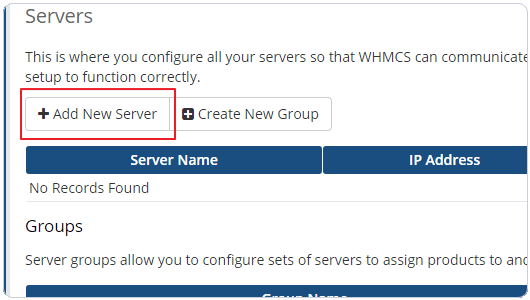 Servers
This is where you configure all your servers so that WHMCS can communicate
setup to function correctly.
Add New Server Create New Group
Server Name IP Address
No Records Found
Groups
Server groups allow you to configure sets of servers to assign products to and
Group Name